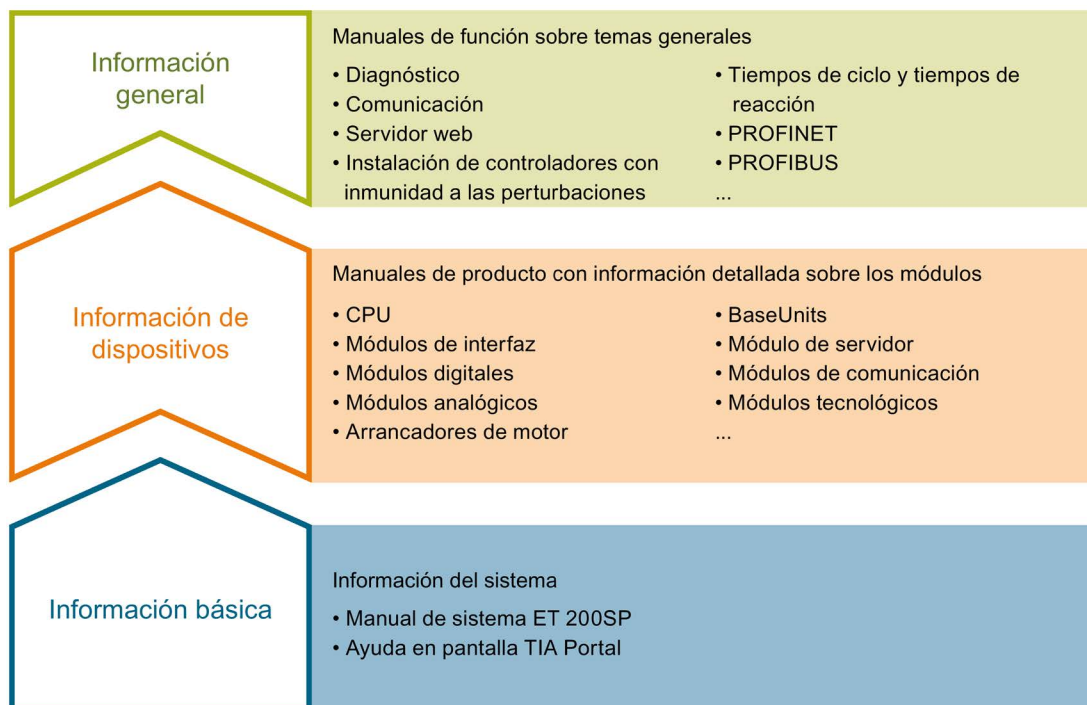 Información
general
Manuales de función sobre temas generales
• Diagnóstico
• Comunicación
• Servidor web
• Instalación de controladores con
inmunidad a las perturbaciones
• Tiempos de ciclo y tiempos de
reacción
• PROFINET
• PROFIBUS
...
Información de
dispositivos
Manuales de producto con información detallada sobre los módulos
• CPU
• Módulos de interfaz
• Módulos digitales
• Módulos analógicos
• Arrancadores de motor
• BaseUnits
• Módulo de servidor
• Módulos de comunicación
• Módulos tecnológicos
...
Información básica
Información del sistema
• Manual de sistema ET 200SP
• Ayuda en pantalla TIA Portal